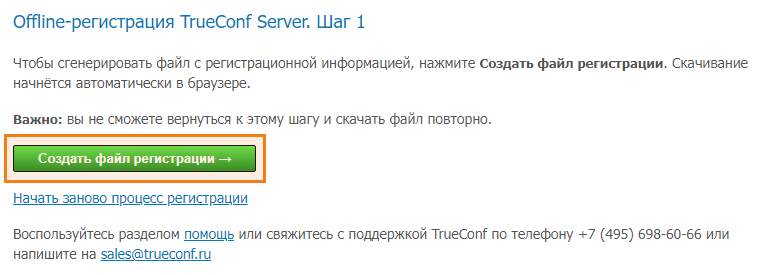 Offline-регистрация TrueConf Server. Шаг 1
Чтобы сгенерировать файл с регистрационной информацией, нажмите Создать файл регистрации. Скачивание
начнётся автоматически в браузере.
Важно: вы не сможете вернуться к этому шагу и скачать файл повторно.
Создать файл регистрации →
Начать заново процесс регистрации
Воспользуйтесь разделом помощь или свяжитесь с поддержкой TrueConf по телефону +7 (495) 698-60-66 или
напишите на sales@trueconf.ru